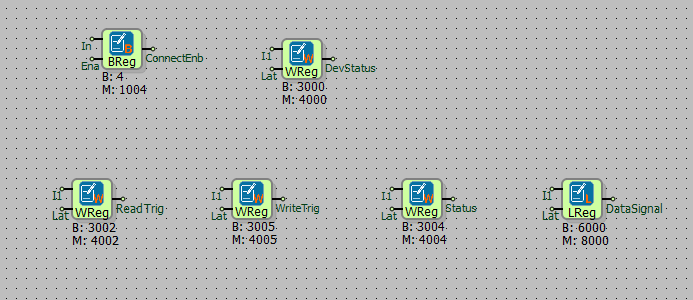 In
B
BReg
ConnectEnb
Ena
B: 4
M: 1004
I1
W
WReg
DevStatus
Lat
B: 3000
M: 4000
I1
W
WReg
ReadTrig
Lat
B: 3002
M: 4002
I1
W
WReg
WriteTrig
Lat
B: 3005
M: 4005
I1
W
WReg
Status
Lat
B: 3004
M: 4004
I1
L
LReg
DataSignal
Lat
B: 6000
M: 8000